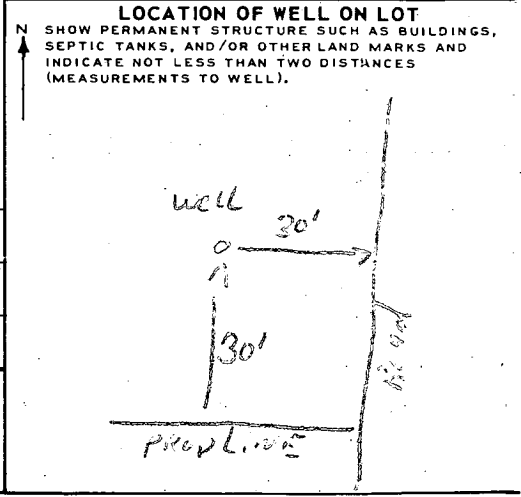 LOCATION OF WELL ON LOT
N
SHOW PERMANENT STRUCTURE SUCH AS BUILDINGS,
SEPTIC TANKS, AND/OR OTHER LAND MARKS AND
INDICATE NOT LESS THAN TWO DISTANCES
(MEASUREMENTS TO WELL).
well
30'
30'
PROP LINE